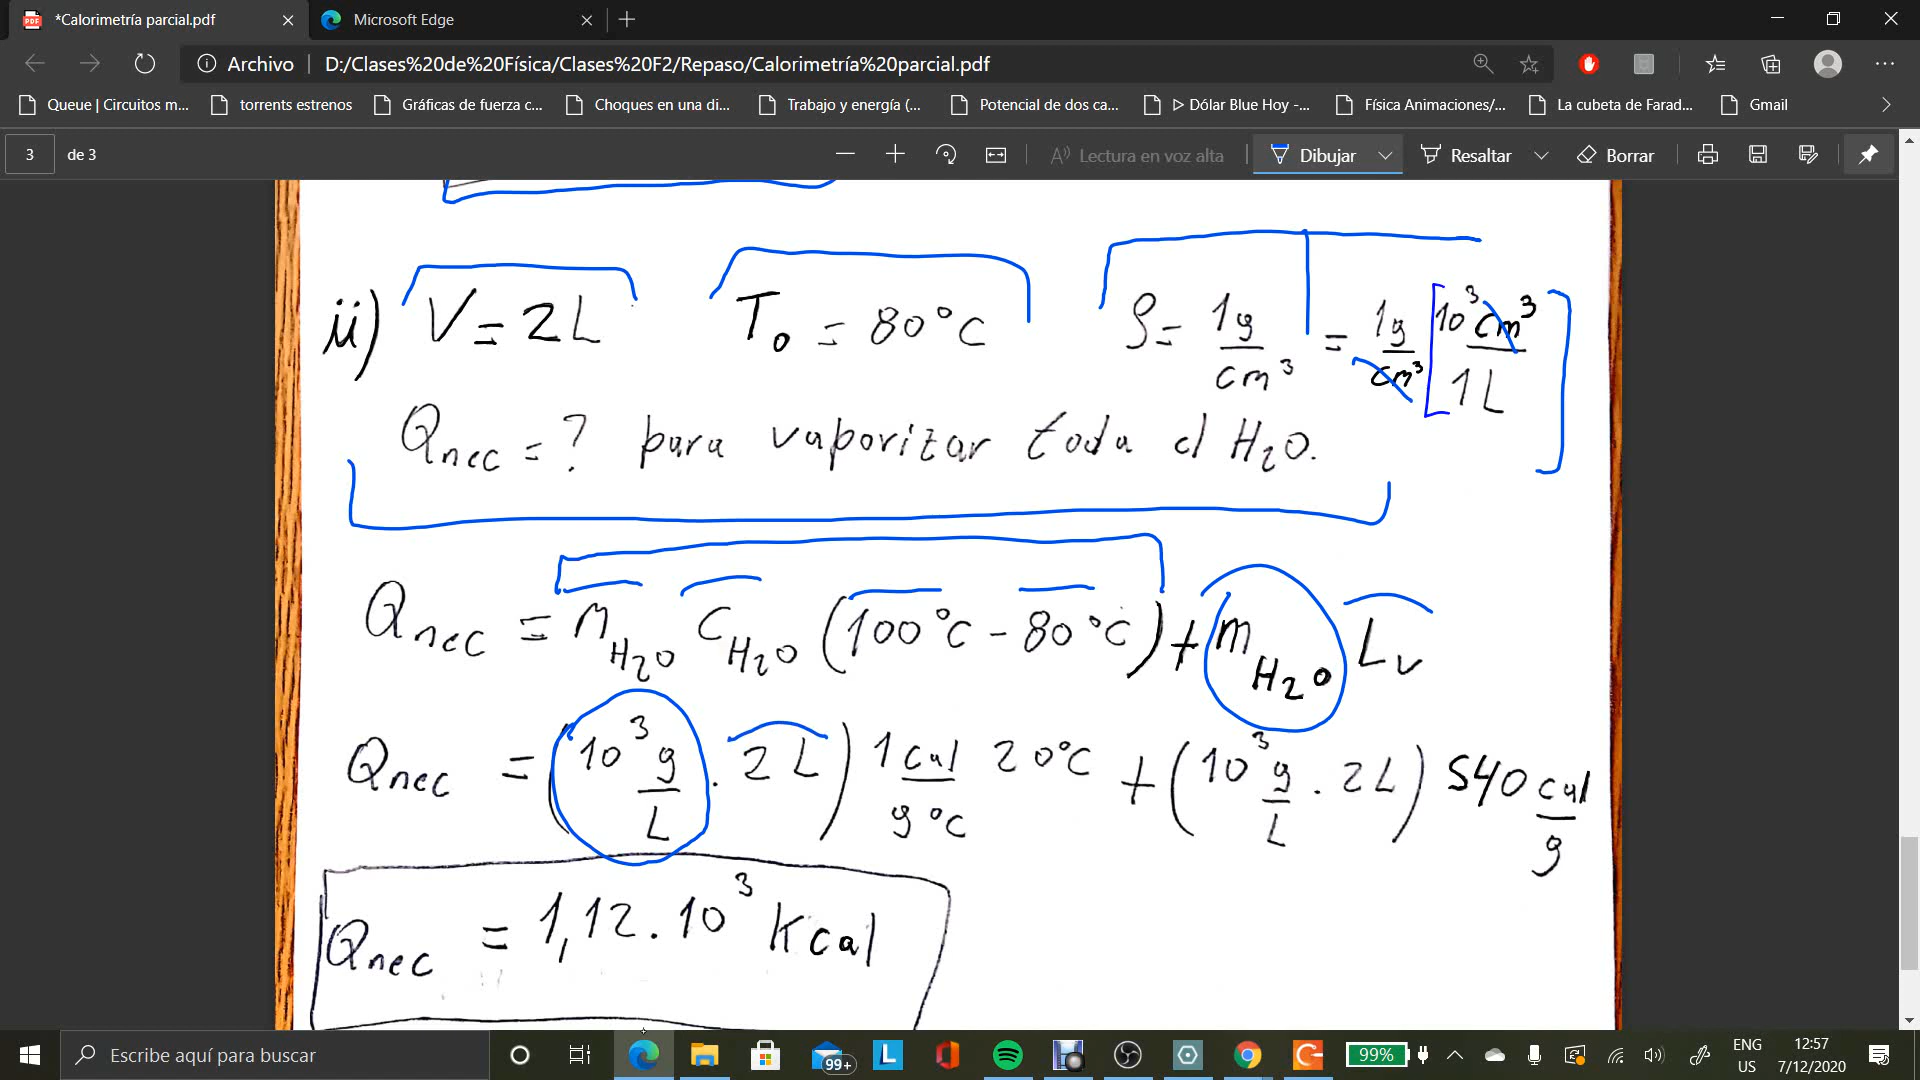 *Calorimetría parcial.pdf
Microsoft Edge
Archivo D:/Clases%20de%20Física/Clases%20F2/Repaso/Calorimetría%20parcial.pdf
Queue | Circuitos m... torrents estrenos Gráficas de fuerza c... Choques en una di... Trabajo y energía (... Potencial de dos ca... ᐅ Dólar Blue Hoy -... Física Animaciones/... La cubeta de Farad... Gmail
3 de 3 Lectura en voz alta Dibujar Resaltar Borrar
ii) V = 2L T₀ = 80°C ρ = 1g/cm³ = 1g/cm³ [10³ cm³/1L]
Qnec = ? para vaporizar toda el H₂O.
Qnec = m_H₂O C_H₂O (100°C - 80°C) + m_H₂O Lv
Qnec = (10³ g/L . 2L) 1cal/g°C 20°C + (10³ g/L . 2L) 540 cal/g
Qnec = 1,12 . 10³ Kcal
Escribe aquí para buscar 99+ L 99% ENG US 12:57 7/12/2020